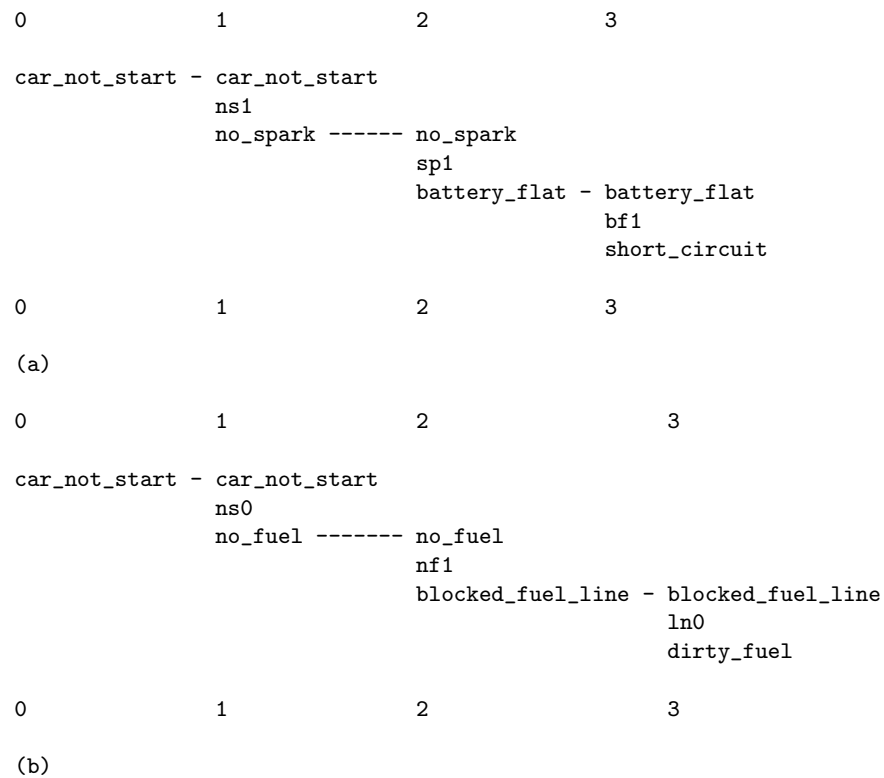 0 1 2 3
car_not_start - car_not_start
ns1
no_spark ------ no_spark
sp1
battery_flat - battery_flat
bf1
short_circuit
0 1 2 3
(a)
0 1 2 3
car_not_start - car_not_start
ns0
no_fuel ------- no_fuel
nf1
blocked_fuel_line - blocked_fuel_line
ln0
dirty_fuel
0 1 2 3
(b)